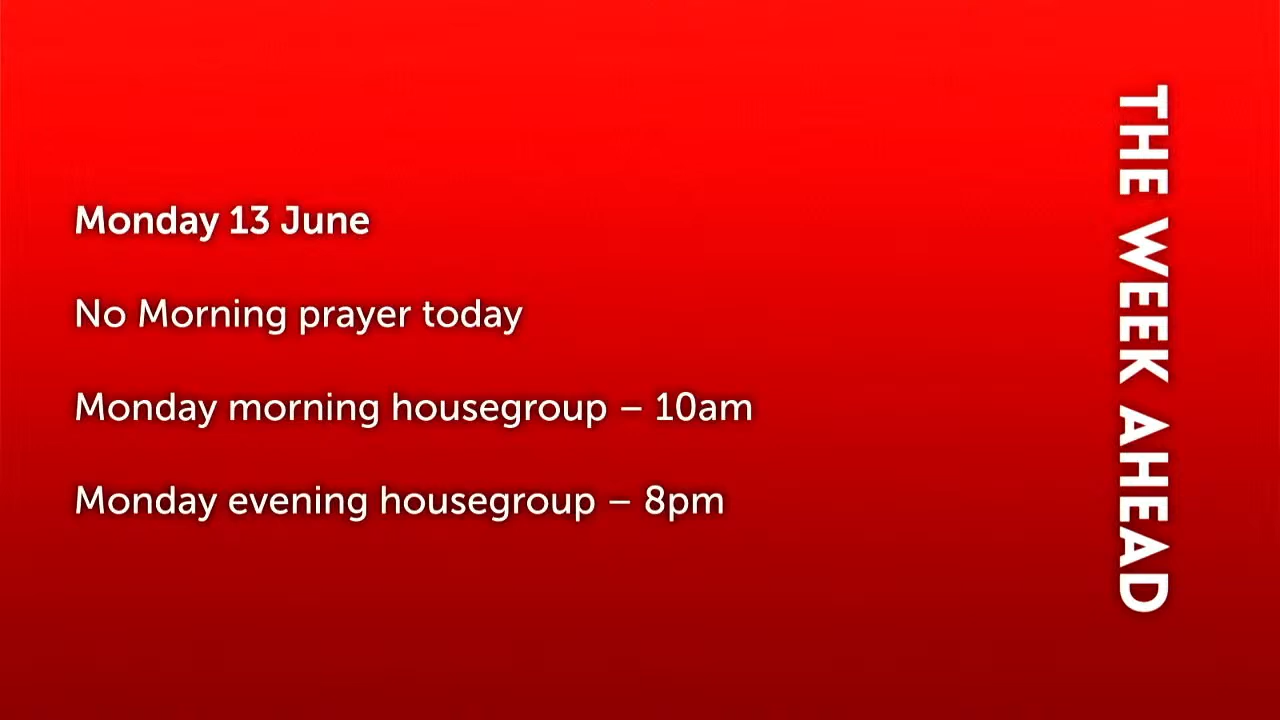 Monday 13 June
No Morning prayer today
Monday morning housegroup – 10am
Monday evening housegroup – 8pm
THE WEEK AHEAD